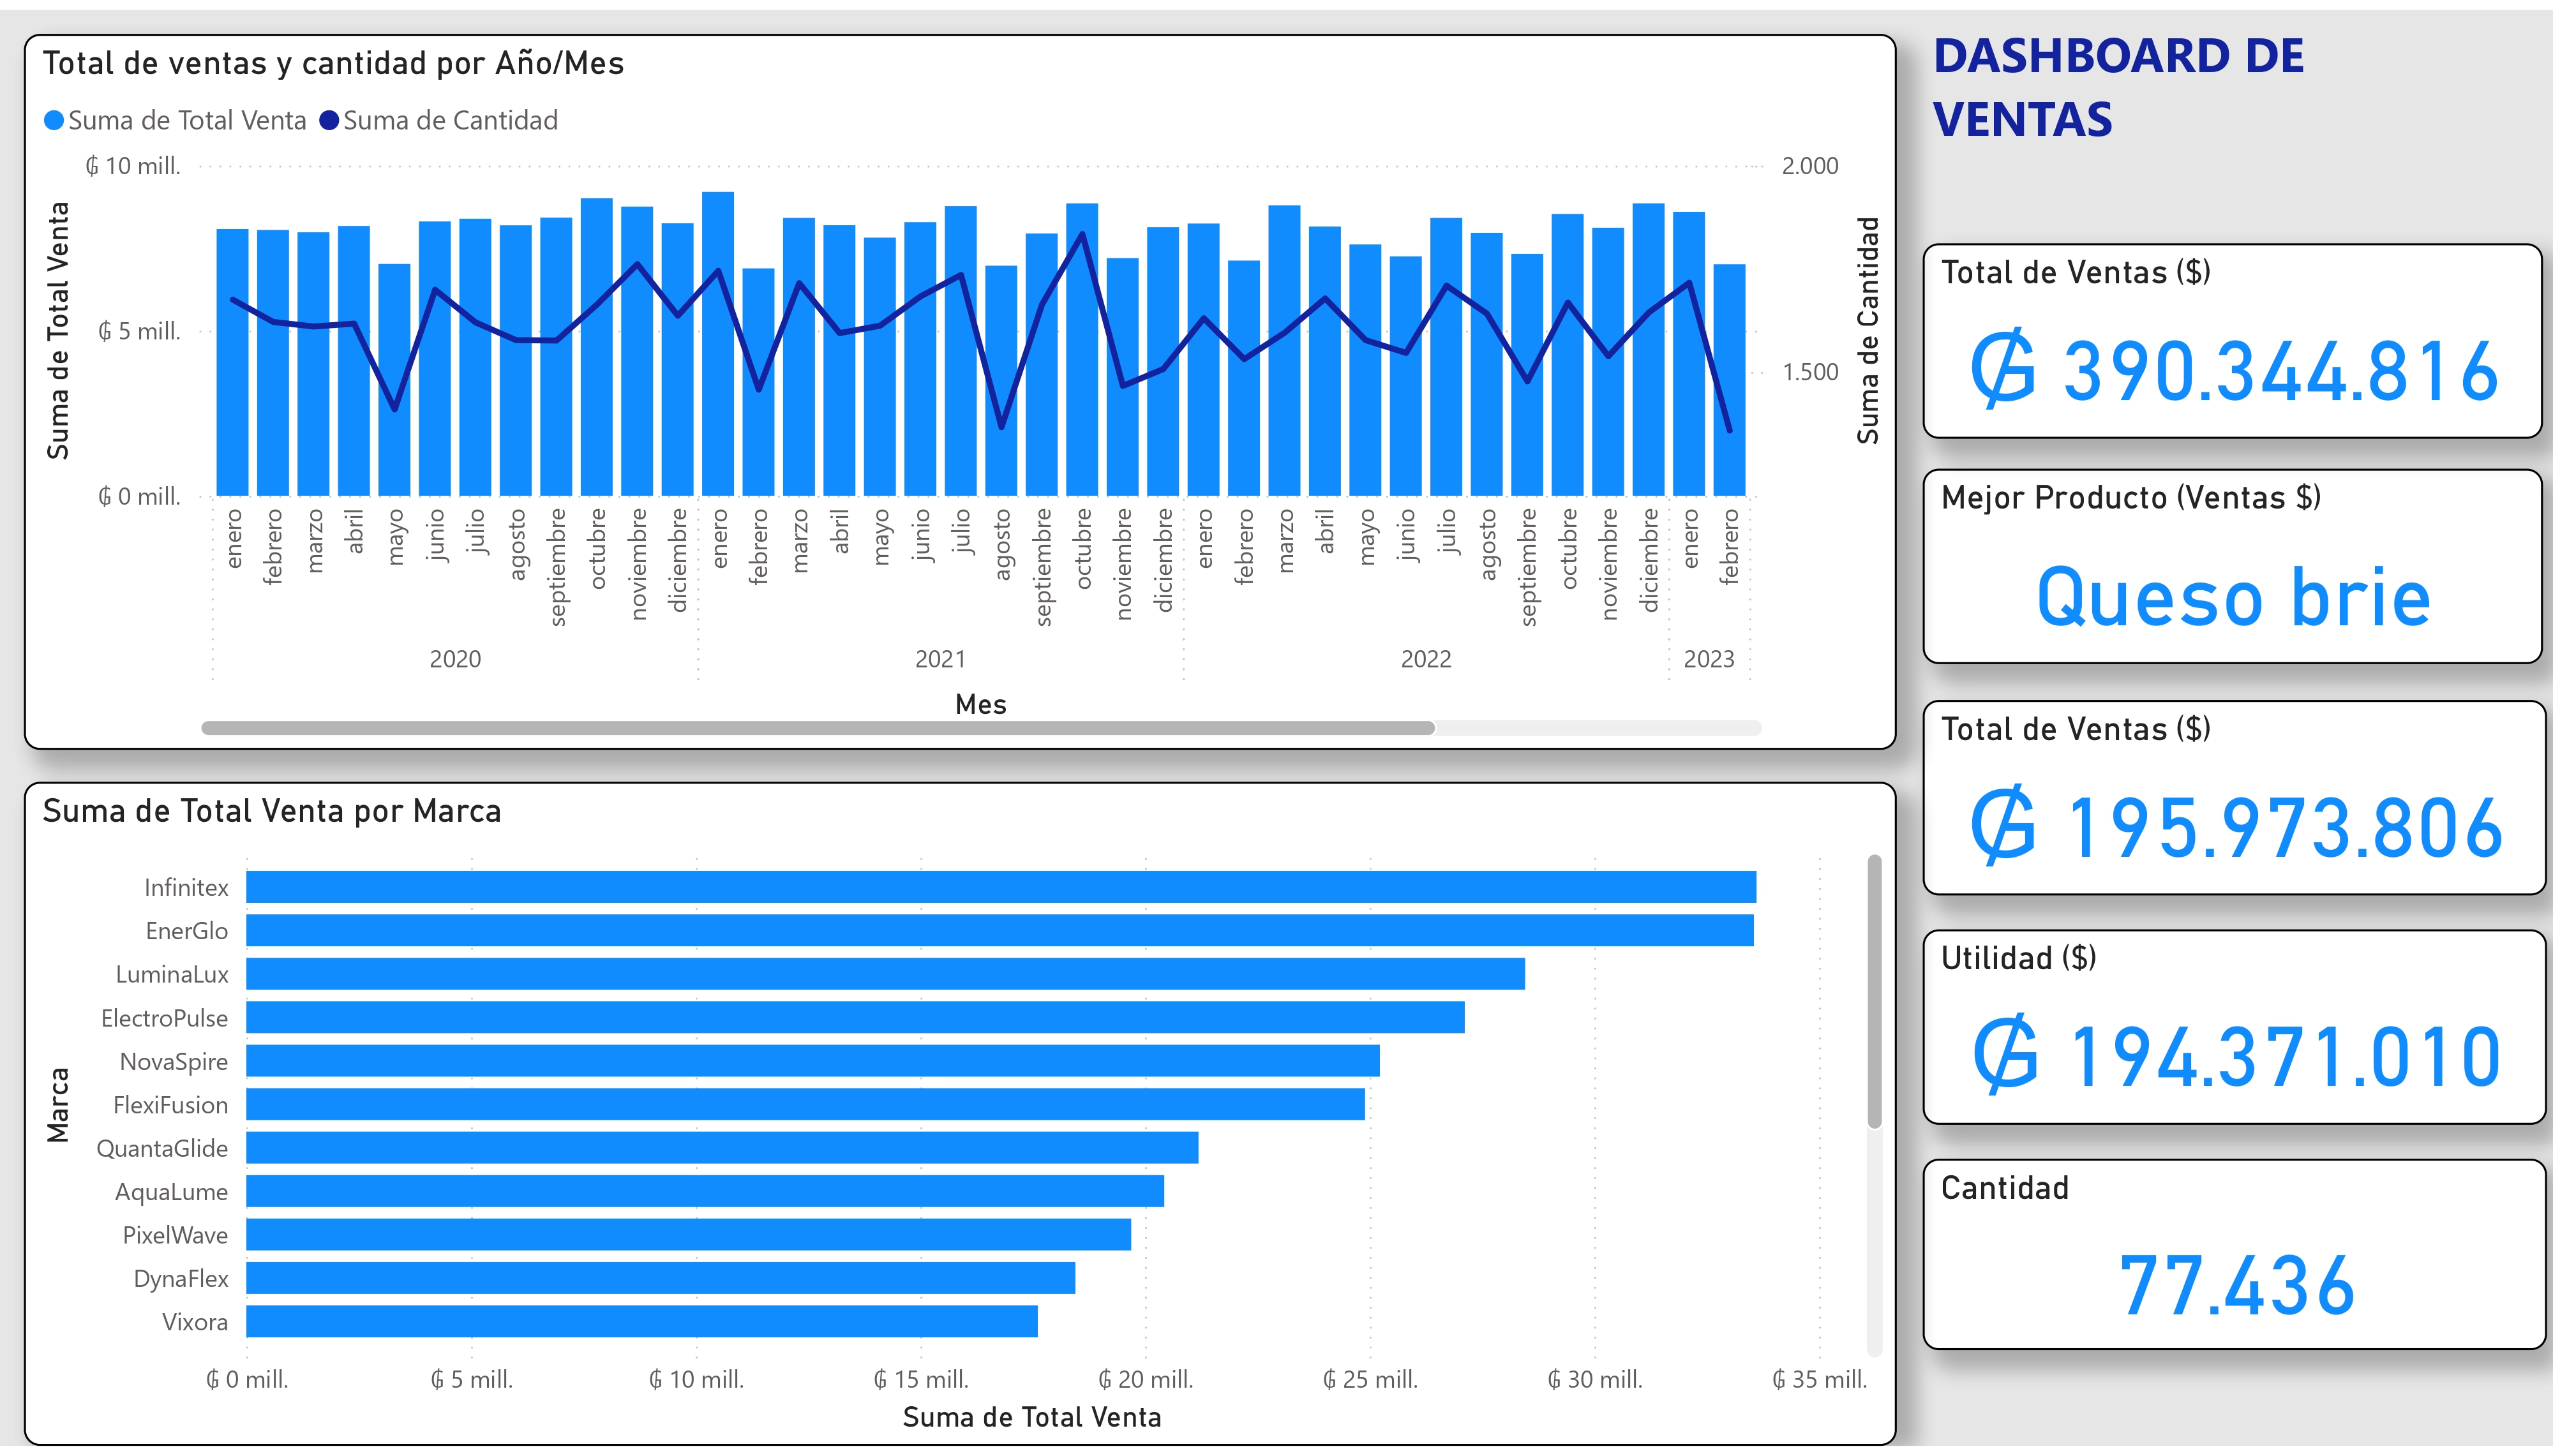 Total de ventas y cantidad por Año/Mes
Suma de Total Venta Suma de Cantidad
₲ 10 mill.
₲ 5 mill.
₲ 0 mill.
Suma de Total Venta
2.000
1.500
Suma de Cantidad
enero febrero marzo abril mayo junio julio agosto septiembre octubre noviembre diciembre enero febrero marzo abril mayo junio julio agosto septiembre octubre noviembre diciembre enero febrero marzo abril mayo junio julio agosto septiembre octubre noviembre diciembre enero febrero
2020 2021 2022 2023
Mes
Suma de Total Venta por Marca
Marca
Infinitex
EnerGlo
LuminaLux
ElectroPulse
NovaSpire
FlexiFusion
QuantaGlide
AquaLume
PixelWave
DynaFlex
Vixora
₲ 0 mill. ₲ 5 mill. ₲ 10 mill. ₲ 15 mill. ₲ 20 mill. ₲ 25 mill. ₲ 30 mill. ₲ 35 mill.
Suma de Total Venta
DASHBOARD DE
VENTAS
Total de Ventas ($)
₲ 390.344.816
Mejor Producto (Ventas $)
Queso brie
Total de Ventas ($)
₲ 195.973.806
Utilidad ($)
₲ 194.371.010
Cantidad
77.436